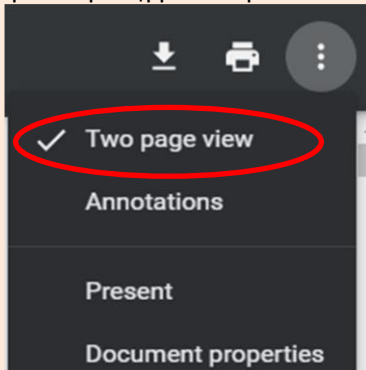 Two page view
Annotations
Present
Document properties